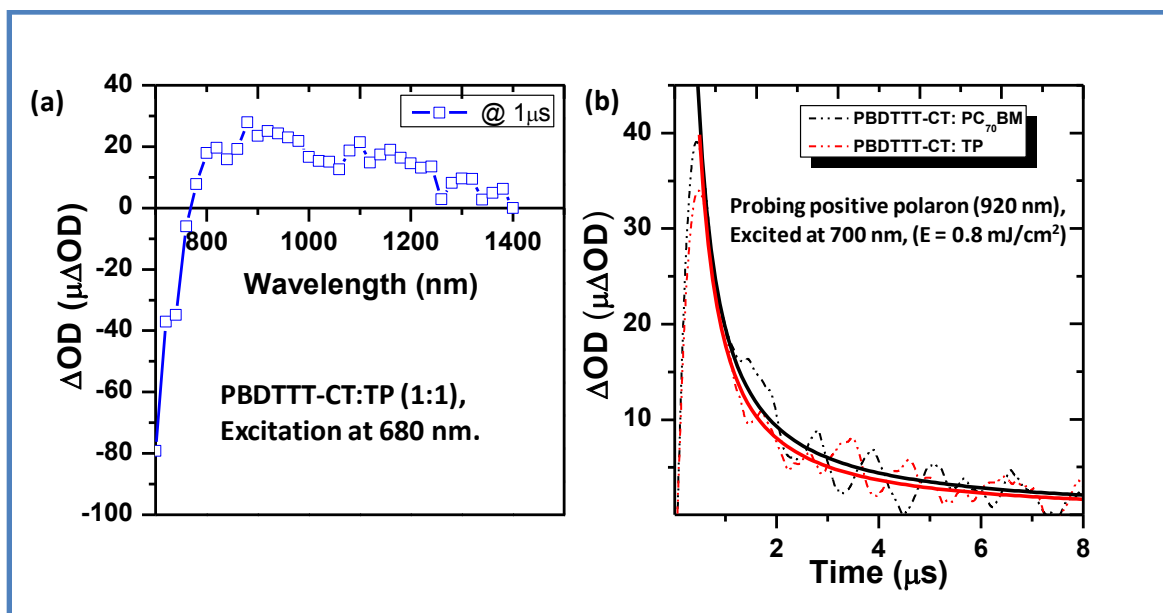 (a)
40
20
0
-20
-40
-60
-80
-100
ΔOD (μΔOD)
@ 1μs
800 1000 1200 1400
Wavelength (nm)
PBDTTT-CT:TP (1:1),
Excitation at 680 nm.
(b)
40
30
20
10
ΔOD (μΔOD)
PBDTTT-CT: PC₇₀BM
PBDTTT-CT: TP
Probing positive polaron (920 nm),
Excited at 700 nm, (E = 0.8 mJ/cm²)
2 4 6 8
Time (μs)